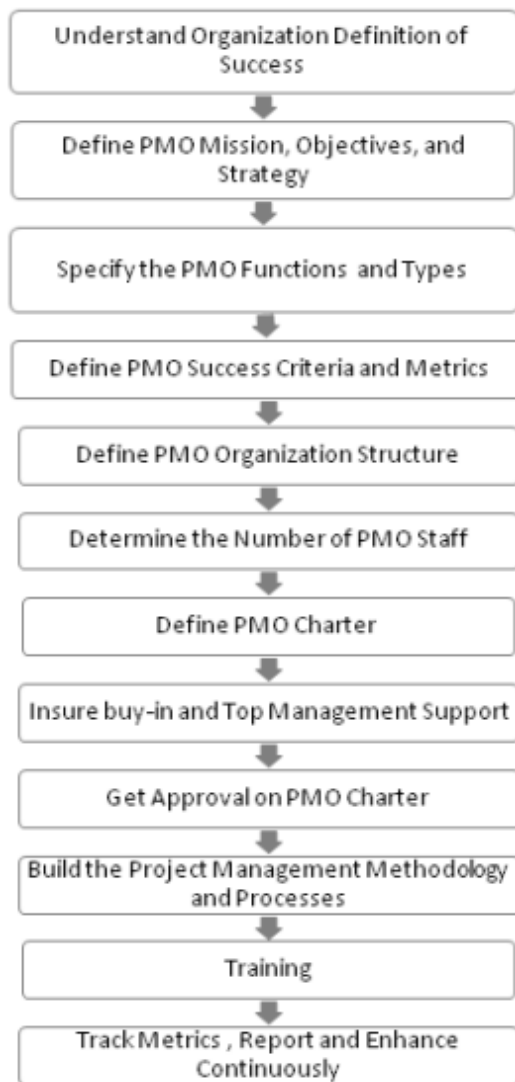 Understand Organization Definition of
Success
Define PMO Mission, Objectives, and
Strategy
Specify the PMO Functions and Types
Define PMO Success Criteria and Metrics
Define PMO Organization Structure
Determine the Number of PMO Staff
Define PMO Charter
Insure buy-in and Top Management Support
Get Approval on PMO Charter
Build the Project Management Methodology
and Processes
Training
Track Metrics , Report and Enhance
Continuously